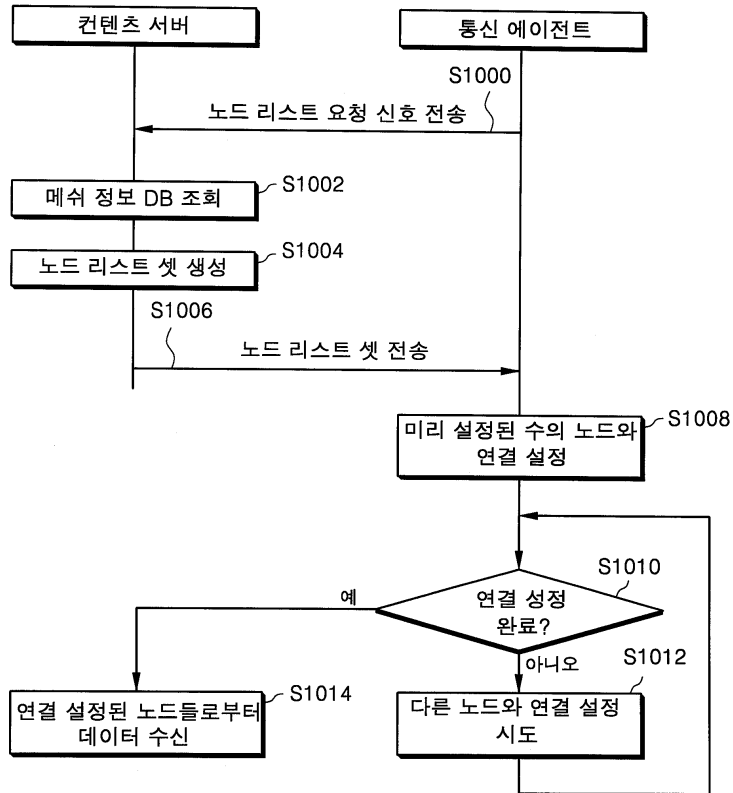 컨텐츠 서버
통신 에이전트
S1000
노드 리스트 요청 신호 전송
메쉬 정보 DB 조회
S1002
노드 리스트 셋 생성
S1004
S1006
노드 리스트 셋 전송
미리 설정된 수의 노드와
연결 설정
S1008
S1010
연결 성정
완료?
예
아니오
S1012
다른 노드와 연결 설정
시도
연결 설정된 노드들로부터
데이터 수신
S1014